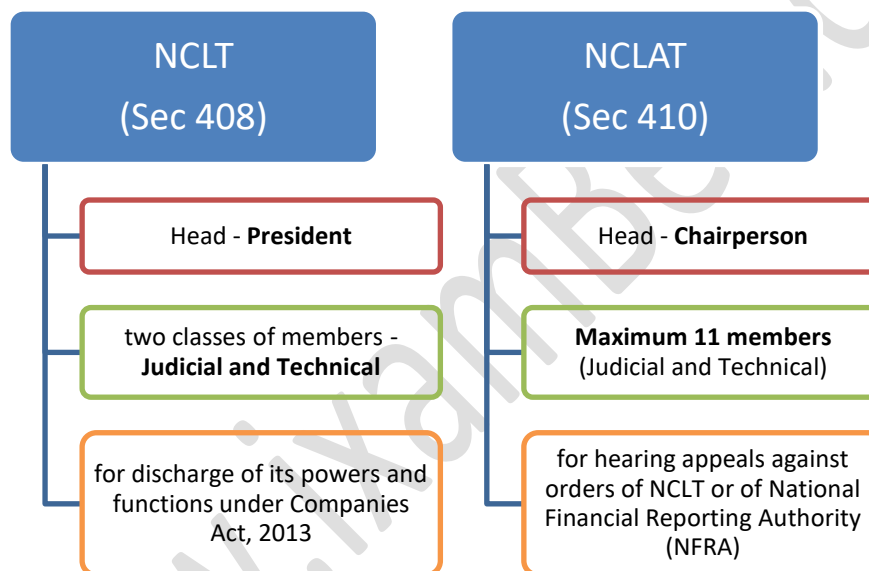 NCLT
(Sec 408)
Head - President
two classes of members -
Judicial and Technical
for discharge of its powers and
functions under Companies
Act, 2013
NCLAT
(Sec 410)
Head - Chairperson
Maximum 11 members
(Judicial and Technical)
for hearing appeals against
orders of NCLT or of National
Financial Reporting Authority
(NFRA)